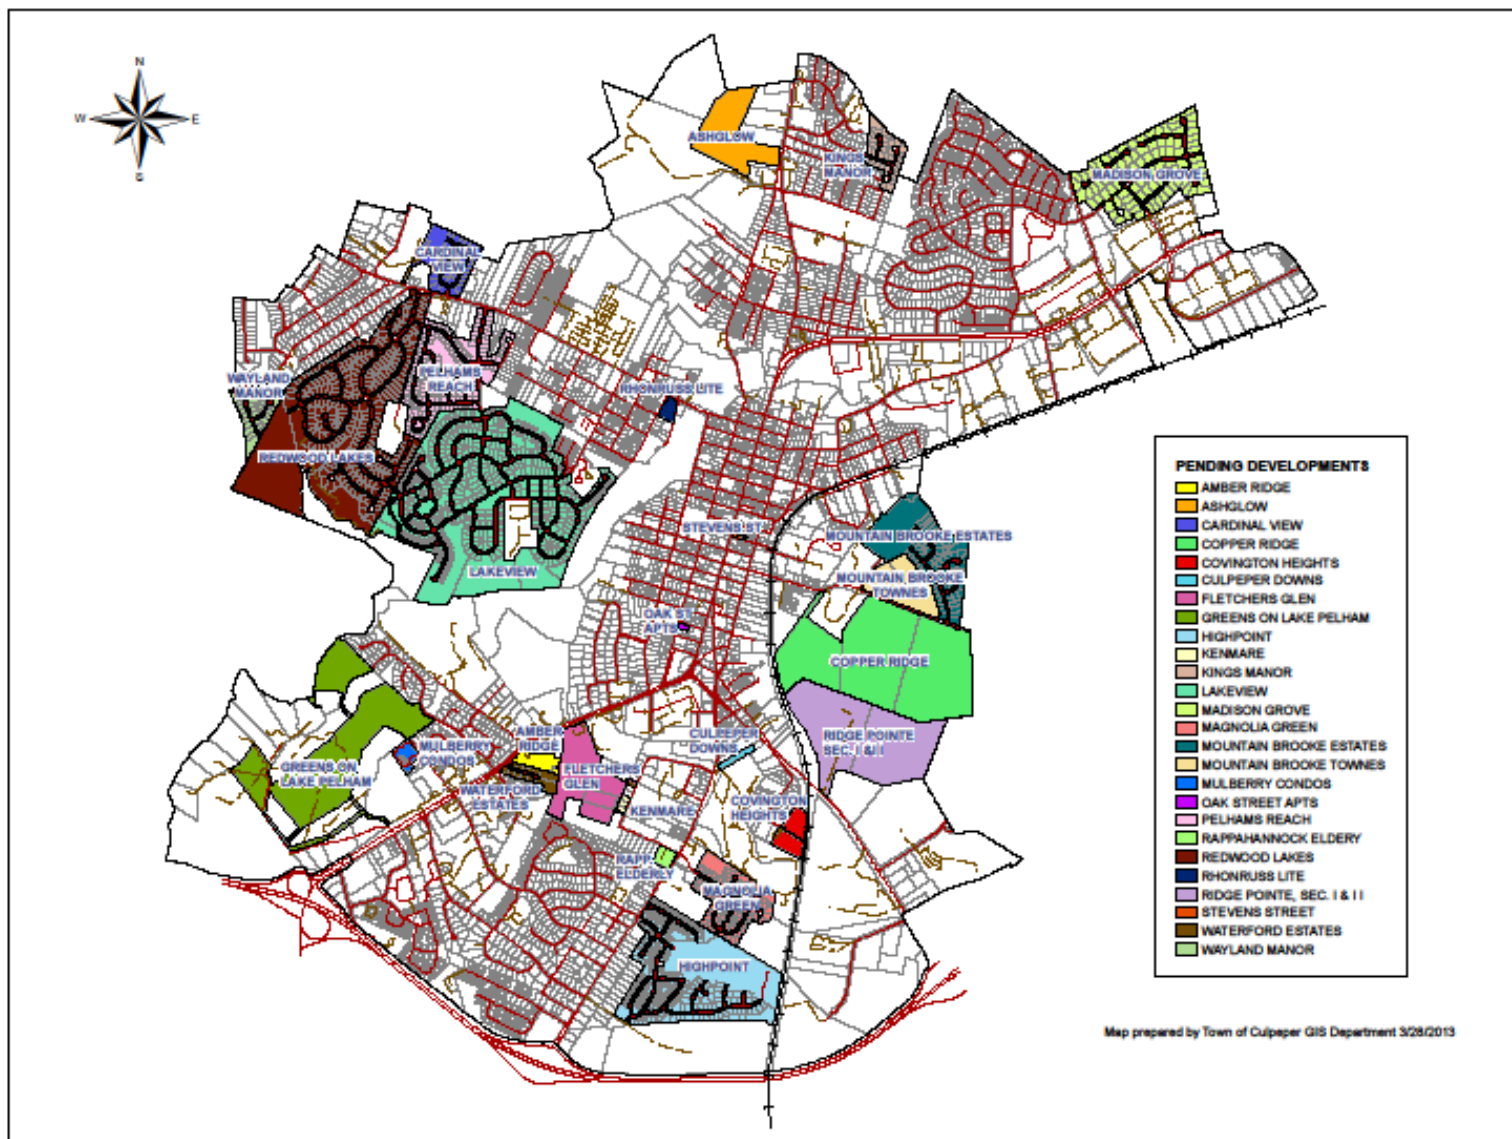 N
W
E
S
ASHGLOW
KINGS
MANOR
MADISON GROVE
CARDINAL
VIEW
WAYLAND
MANOR
PELHAMS
REACH
RHONRUSS LITE
REDWOOD LAKES
LAKEVIEW
STEVENS ST
MOUNTAIN BROOKE ESTATES
MOUNTAIN BROOKE
TOWNES
OAK ST
APTS
COPPER RIDGE
RIDGE POINTE
SEC. I & I I
CULPEPER
DOWNS
AMBER
RIDGE
MULBERRY
CONDOS
GREENS ON
LAKE PELHAM
FLETCHERS
GLEN
WATERFORD
ESTATES
KENMARE
COVINGTON
HEIGHTS
RAPP
ELDERLY
MAGNOLIA
GREEN
HIGHPOINT
PENDING DEVELOPMENTS
AMBER RIDGE
ASHGLOW
CARDINAL VIEW
COPPER RIDGE
COVINGTON HEIGHTS
CULPEPER DOWNS
FLETCHERS GLEN
GREENS ON LAKE PELHAM
HIGHPOINT
KENMARE
KINGS MANOR
LAKEVIEW
MADISON GROVE
MAGNOLIA GREEN
MOUNTAIN BROOKE ESTATES
MOUNTAIN BROOKE TOWNES
MULBERRY CONDOS
OAK STREET APTS
PELHAMS REACH
RAPPAHANNOCK ELDERY
REDWOOD LAKES
RHONRUSS LITE
RIDGE POINTE, SEC. I & I I
STEVENS STREET
WATERFORD ESTATES
WAYLAND MANOR
Map prepared by Town of Culpeper GIS Department 3/28/2013